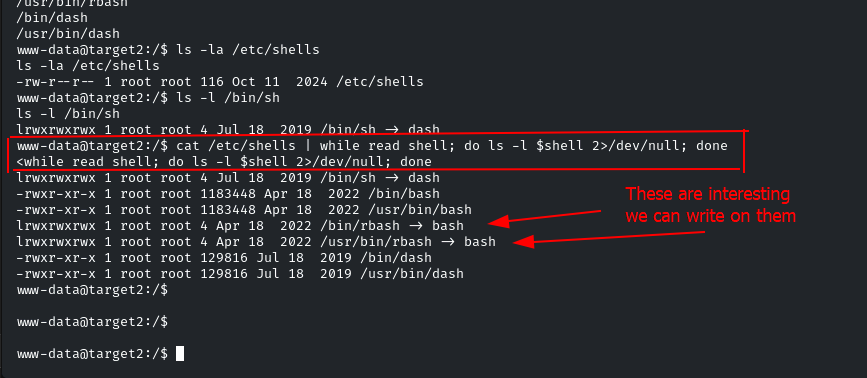 /usr/bin/rbash
/bin/dash
/usr/bin/dash
www-data@target2:/$ ls -la /etc/shells
ls -la /etc/shells
-rw-r--r-- 1 root root 116 Oct 11  2024 /etc/shells
www-data@target2:/$ ls -l /bin/sh
ls -l /bin/sh
lrwxrwxrwx 1 root root 4 Jul 18  2019 /bin/sh -> dash
www-data@target2:/$ cat /etc/shells | while read shell; do ls -l $shell 2>/dev/null; done
<while read shell; do ls -l $shell 2>/dev/null; done
lrwxrwxrwx 1 root root 4 Jul 18  2019 /bin/sh -> dash
-rwxr-xr-x 1 root root 1183448 Apr 18  2022 /bin/bash
-rwxr-xr-x 1 root root 1183448 Apr 18  2022 /usr/bin/bash
lrwxrwxrwx 1 root root 4 Apr 18  2022 /bin/rbash -> bash
lrwxrwxrwx 1 root root 4 Apr 18  2022 /usr/bin/rbash -> bash
-rwxr-xr-x 1 root root 129816 Jul 18  2019 /bin/dash
-rwxr-xr-x 1 root root 129816 Jul 18  2019 /usr/bin/dash
www-data@target2:/$
www-data@target2:/$
www-data@target2:/$
These are interesting
we can write on them